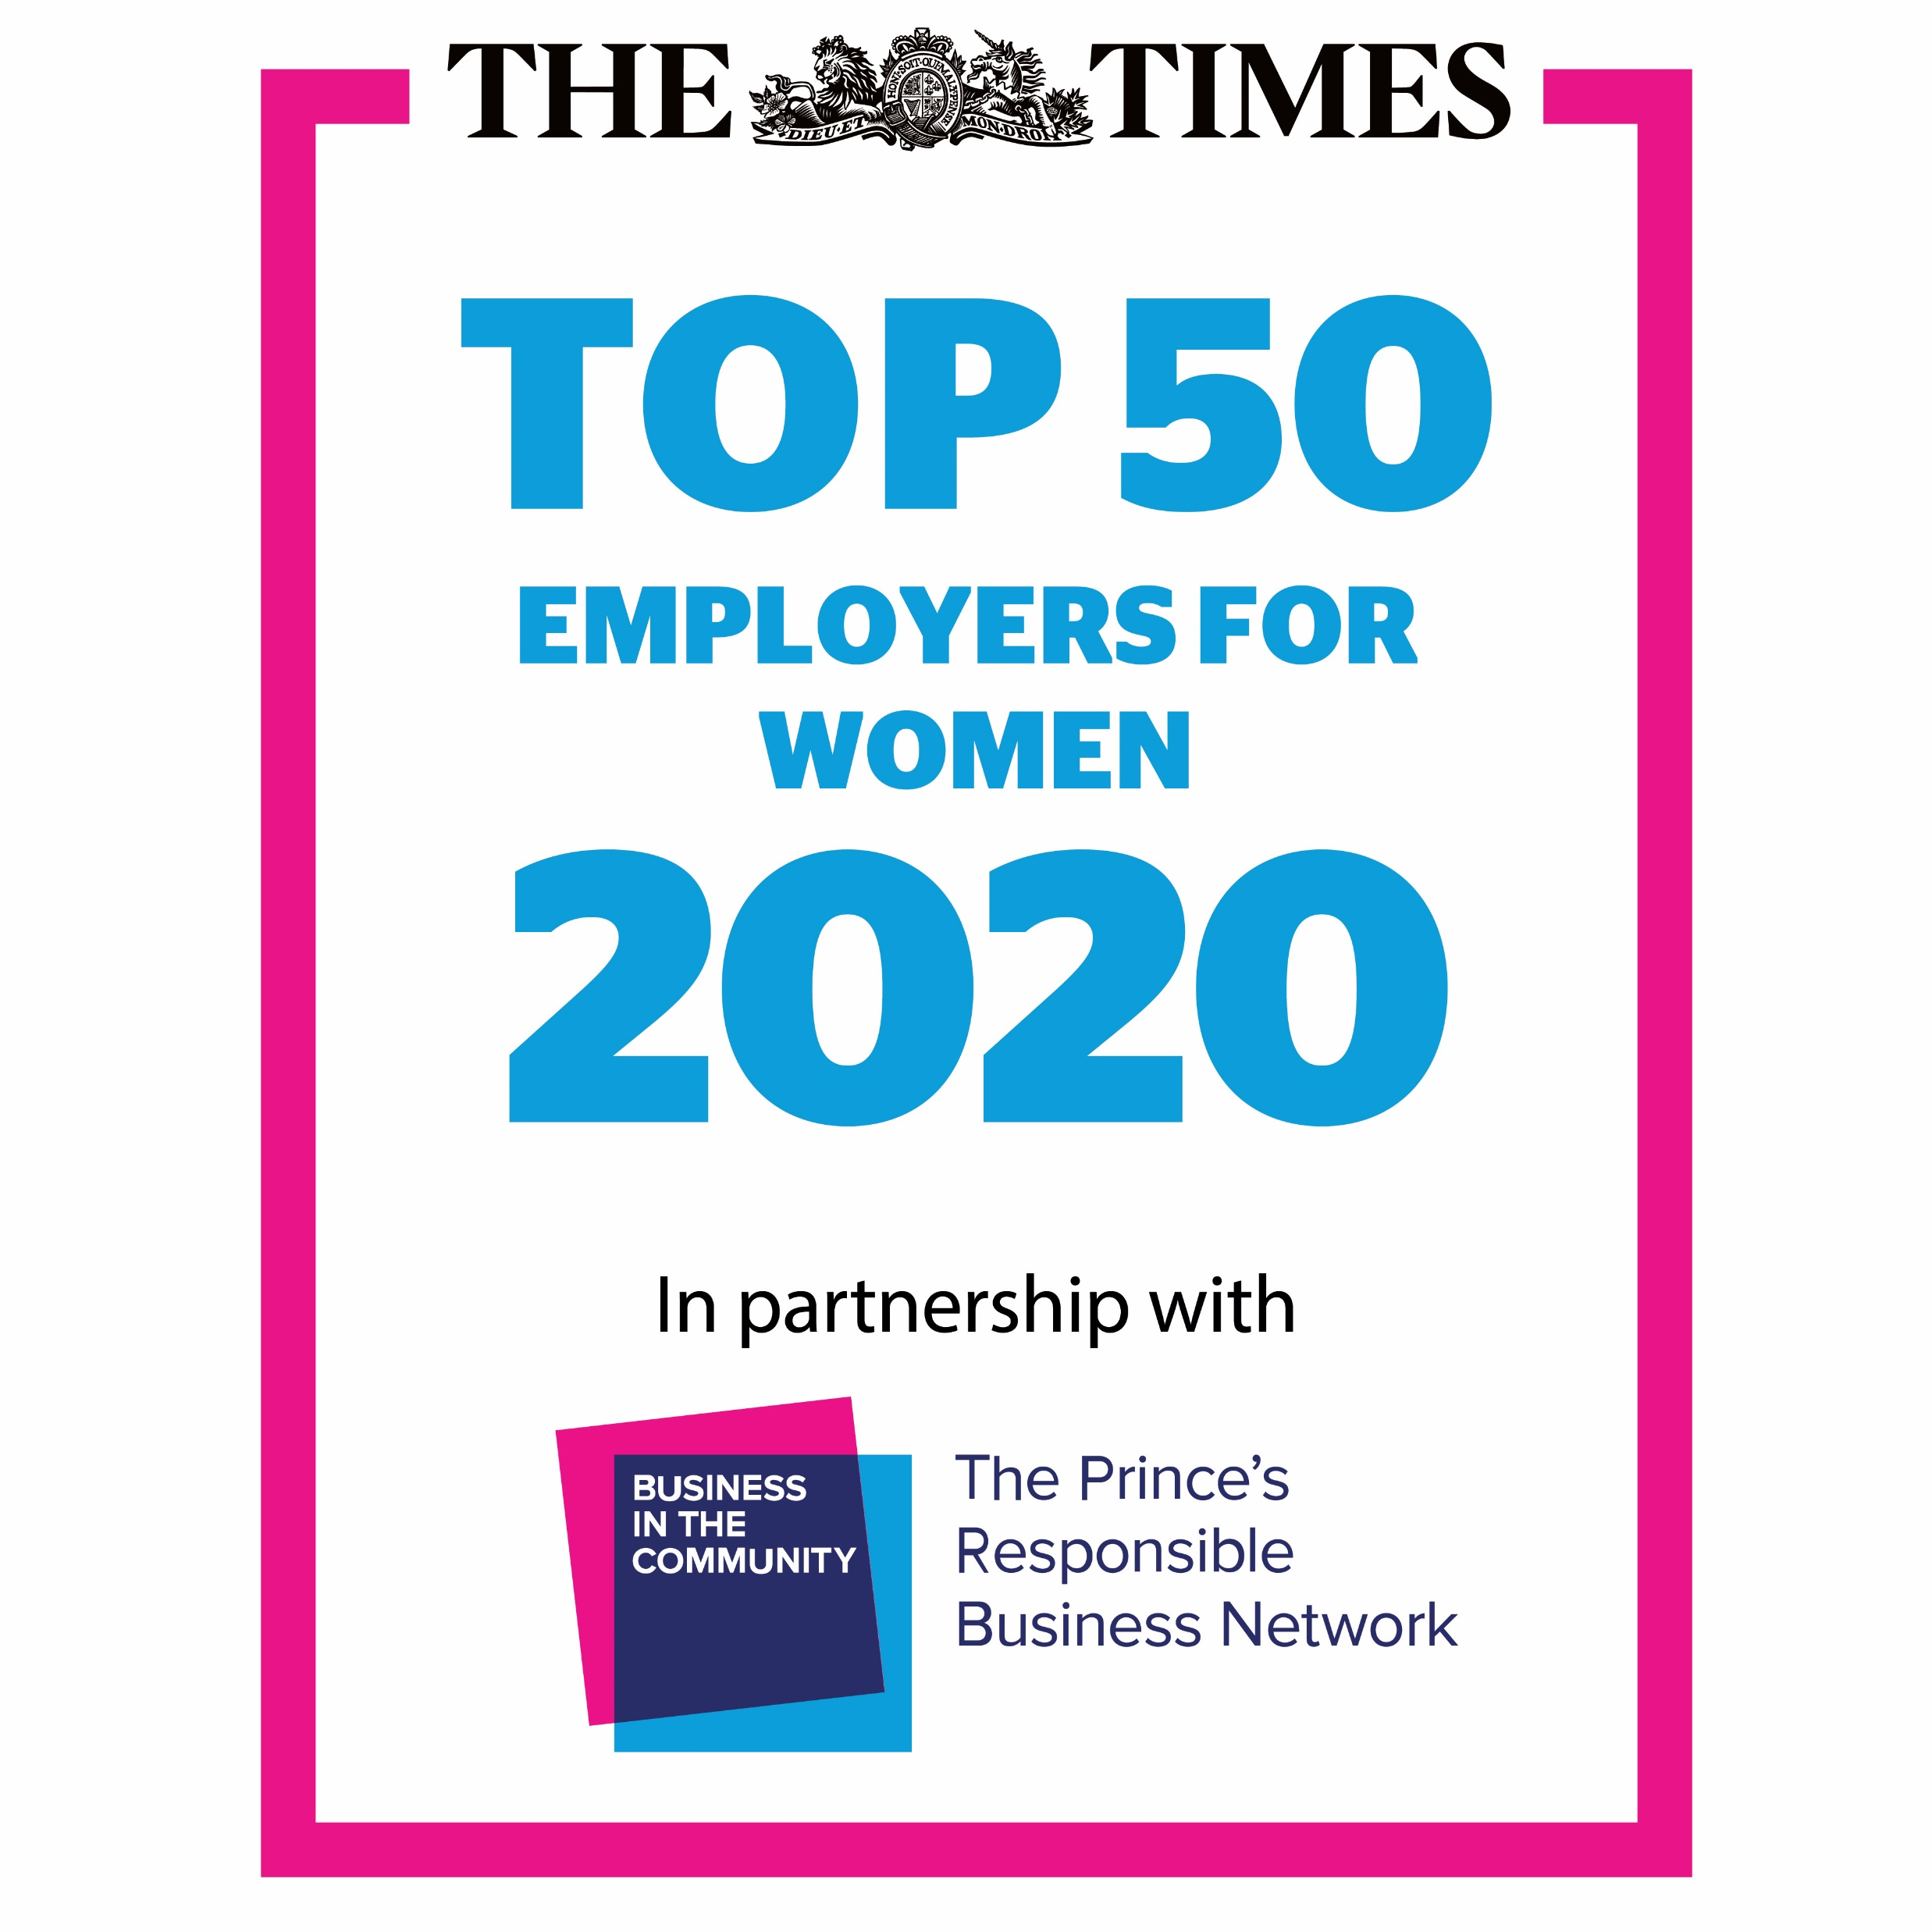 THE TIMES
HONI·SOIT·QUI·MAL·Y·PENSE
DIEU·ET MON·DROIT
TOP 50
EMPLOYERS FOR
WOMEN
2020
In partnership with
BUSINESS
IN THE
COMMUNITY
The Prince's
Responsible
Business Network